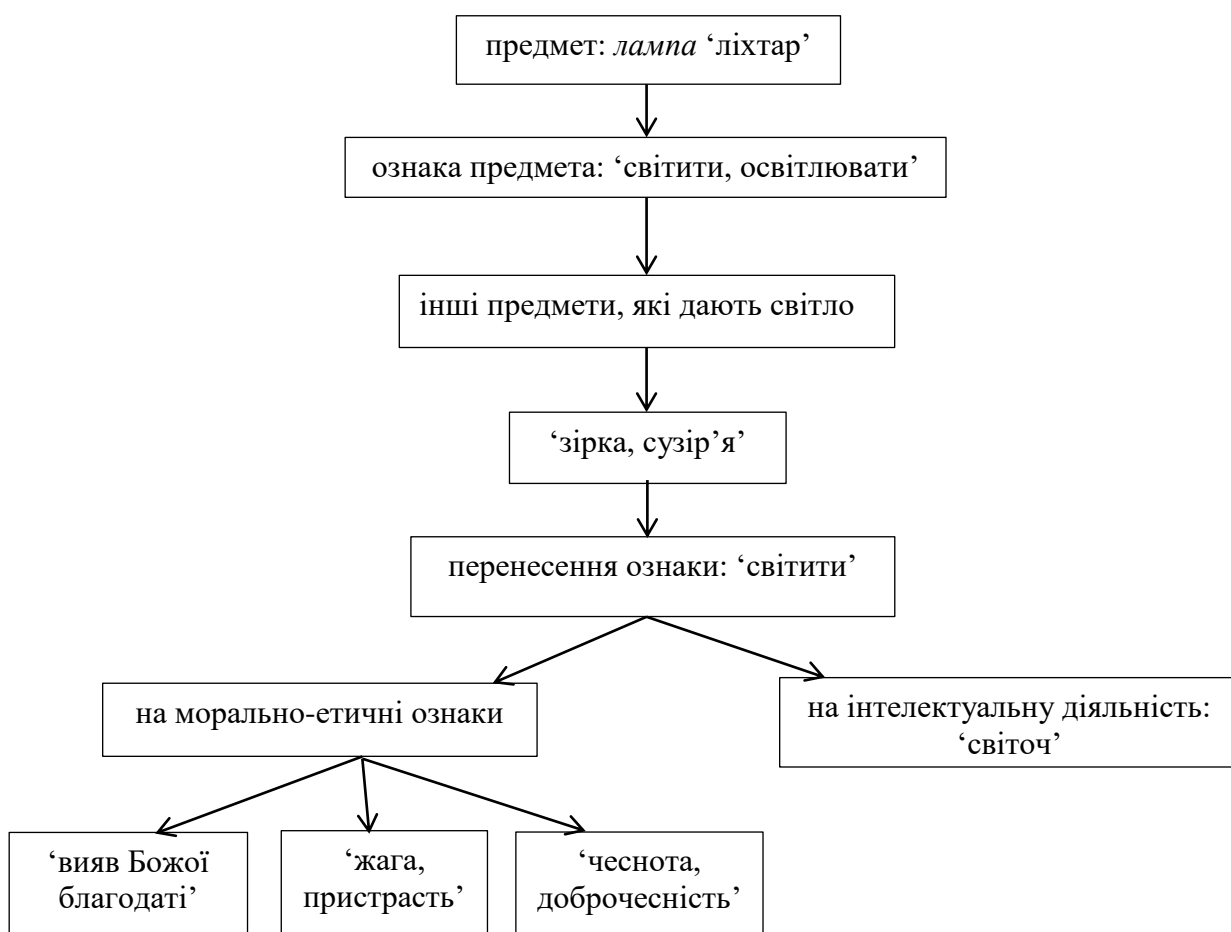 предмет: лампа ‘ліхтар’
ознака предмета: ‘світити, освітлювати’
інші предмети, які дають світло
‘зірка, сузір’я’
перенесення ознаки: ‘світити’
на морально-етичні ознаки
на інтелектуальну діяльність:
‘світоч’
‘вияв Божої
благодаті’
‘жага,
пристрасть’
‘чеснота,
доброчесність’